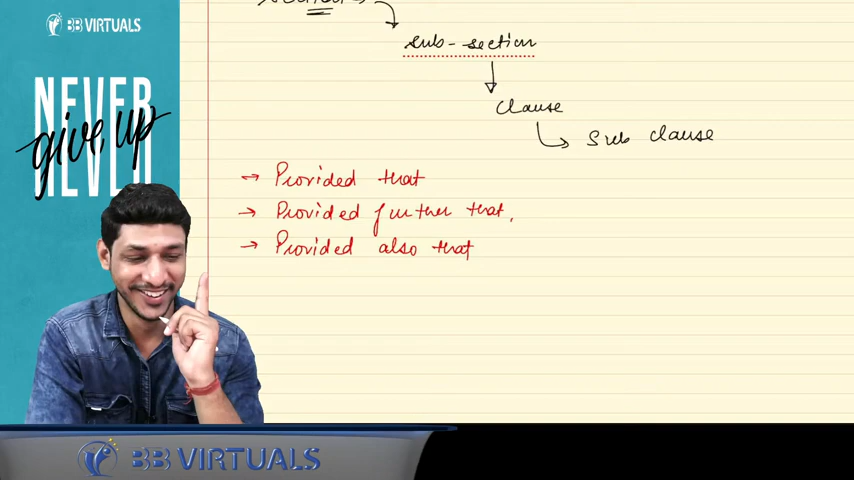 BB VIRTUALS
NEVER
give up
NEVER
sub-section
Clause
Sub clause
→ Provided that
→ Provided further that,
→ Provided also that
BB VIRTUALS